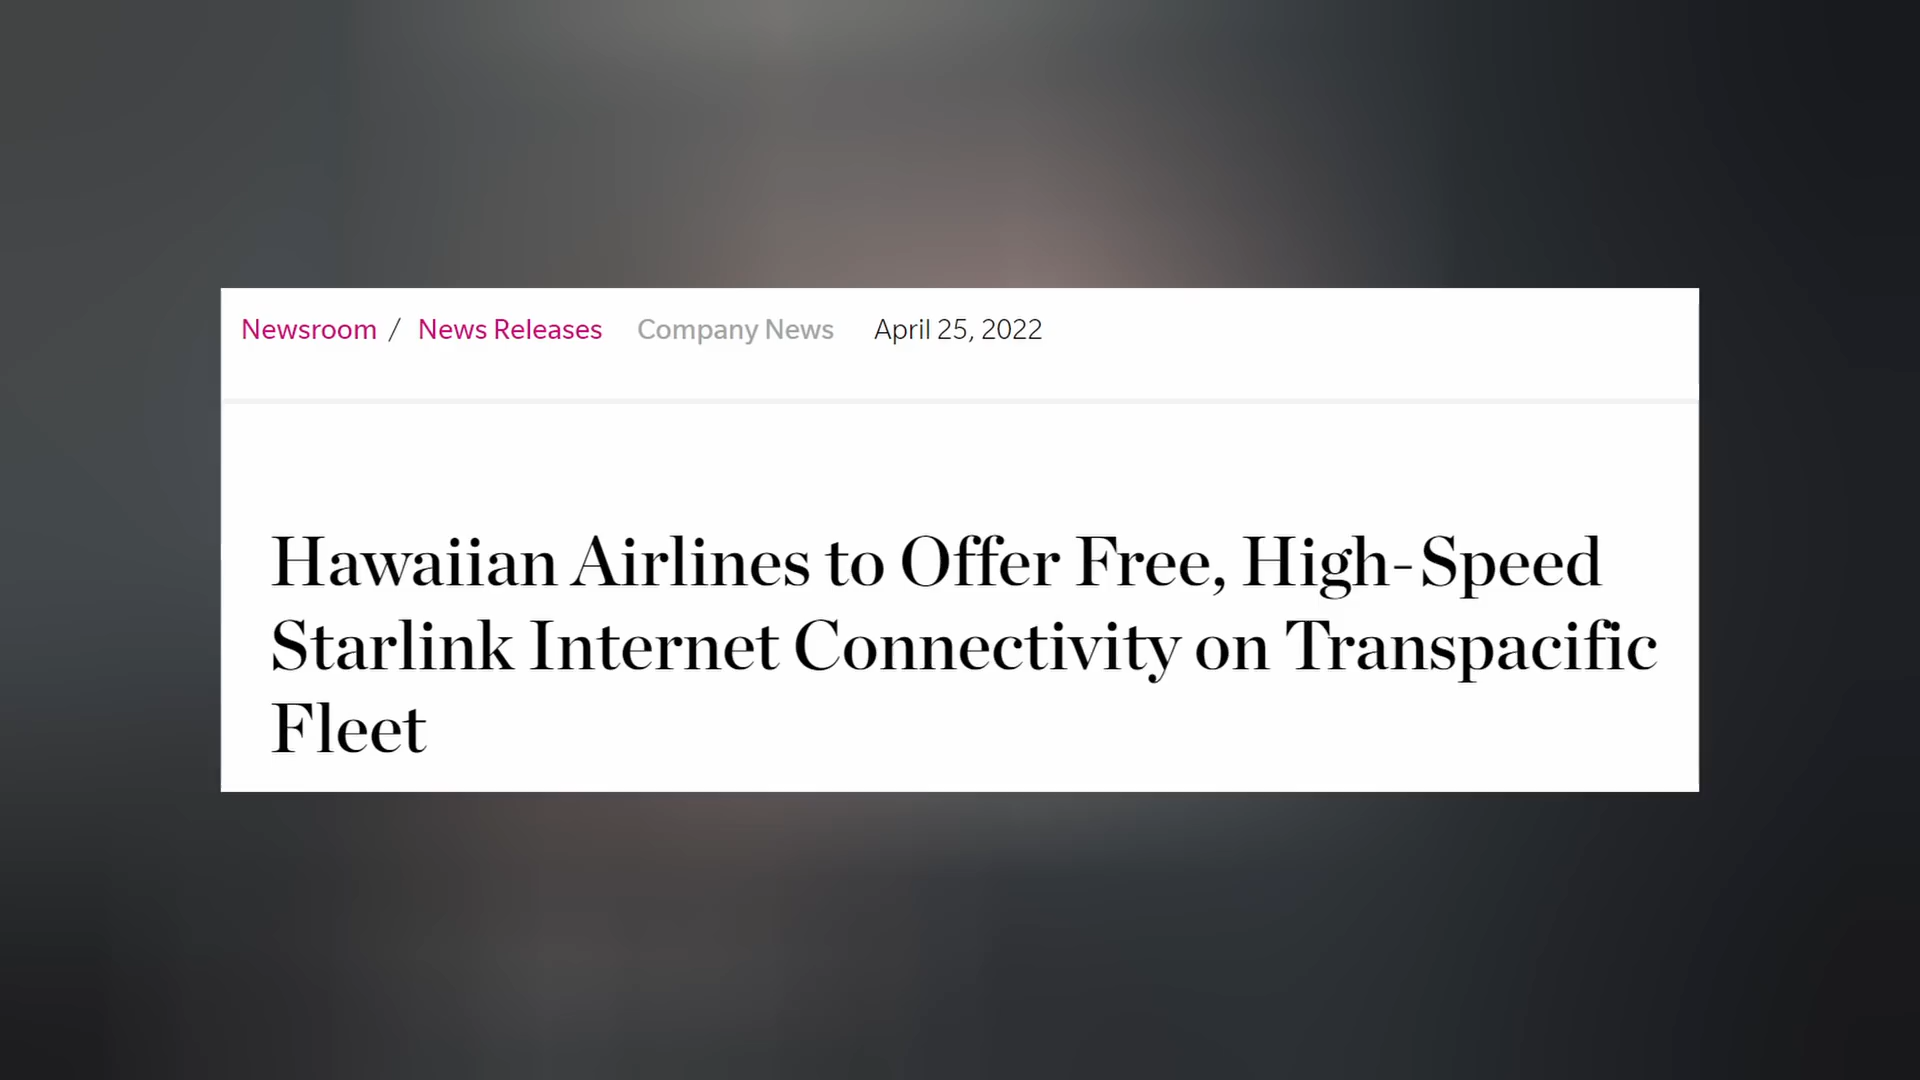 Newsroom / News Releases Company News April 25, 2022
Hawaiian Airlines to Offer Free, High-Speed
Starlink Internet Connectivity on Transpacific
Fleet